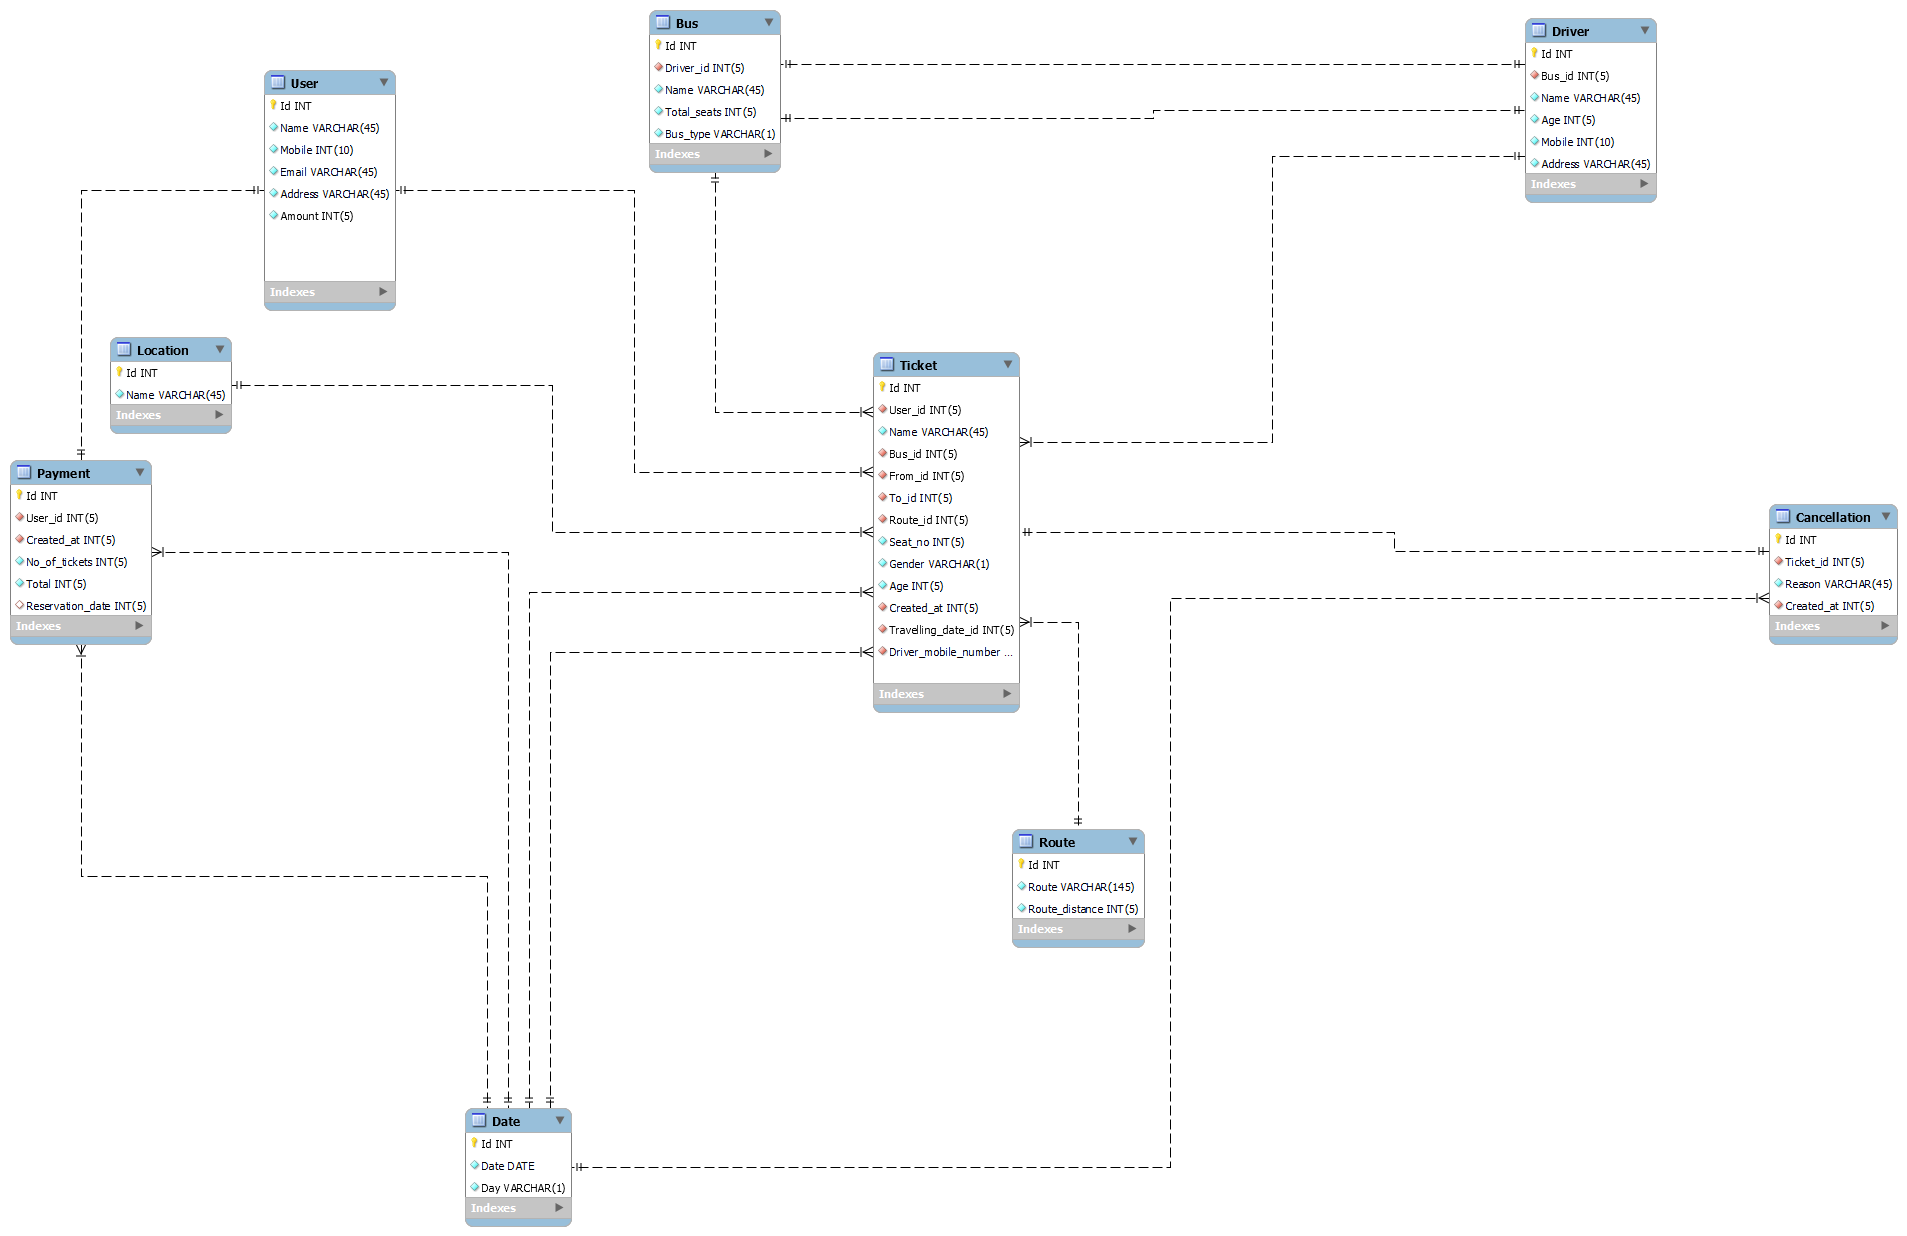 Bus
Id INT
Driver_id INT(5)
Name VARCHAR(45)
Total_seats INT(5)
Bus_type VARCHAR(1)
Indexes
Driver
Id INT
Bus_id INT(5)
Name VARCHAR(45)
Age INT(5)
Mobile INT(10)
Address VARCHAR(45)
Indexes
User
Id INT
Name VARCHAR(45)
Mobile INT(10)
Email VARCHAR(45)
Address VARCHAR(45)
Amount INT(5)
Indexes
Location
Id INT
Name VARCHAR(45)
Indexes
Ticket
Id INT
User_id INT(5)
Name VARCHAR(45)
Bus_id INT(5)
From_id INT(5)
To_id INT(5)
Route_id INT(5)
Seat_no INT(5)
Gender VARCHAR(1)
Age INT(5)
Created_at INT(5)
Travelling_date_id INT(5)
Driver_mobile_number ...
Indexes
Payment
Id INT
User_id INT(5)
Created_at INT(5)
No_of_tickets INT(5)
Total INT(5)
Reservation_date INT(5)
Indexes
Cancellation
Id INT
Ticket_id INT(5)
Reason VARCHAR(45)
Created_at INT(5)
Indexes
Route
Id INT
Route VARCHAR(145)
Route_distance INT(5)
Indexes
Date
Id INT
Date DATE
Day VARCHAR(1)
Indexes